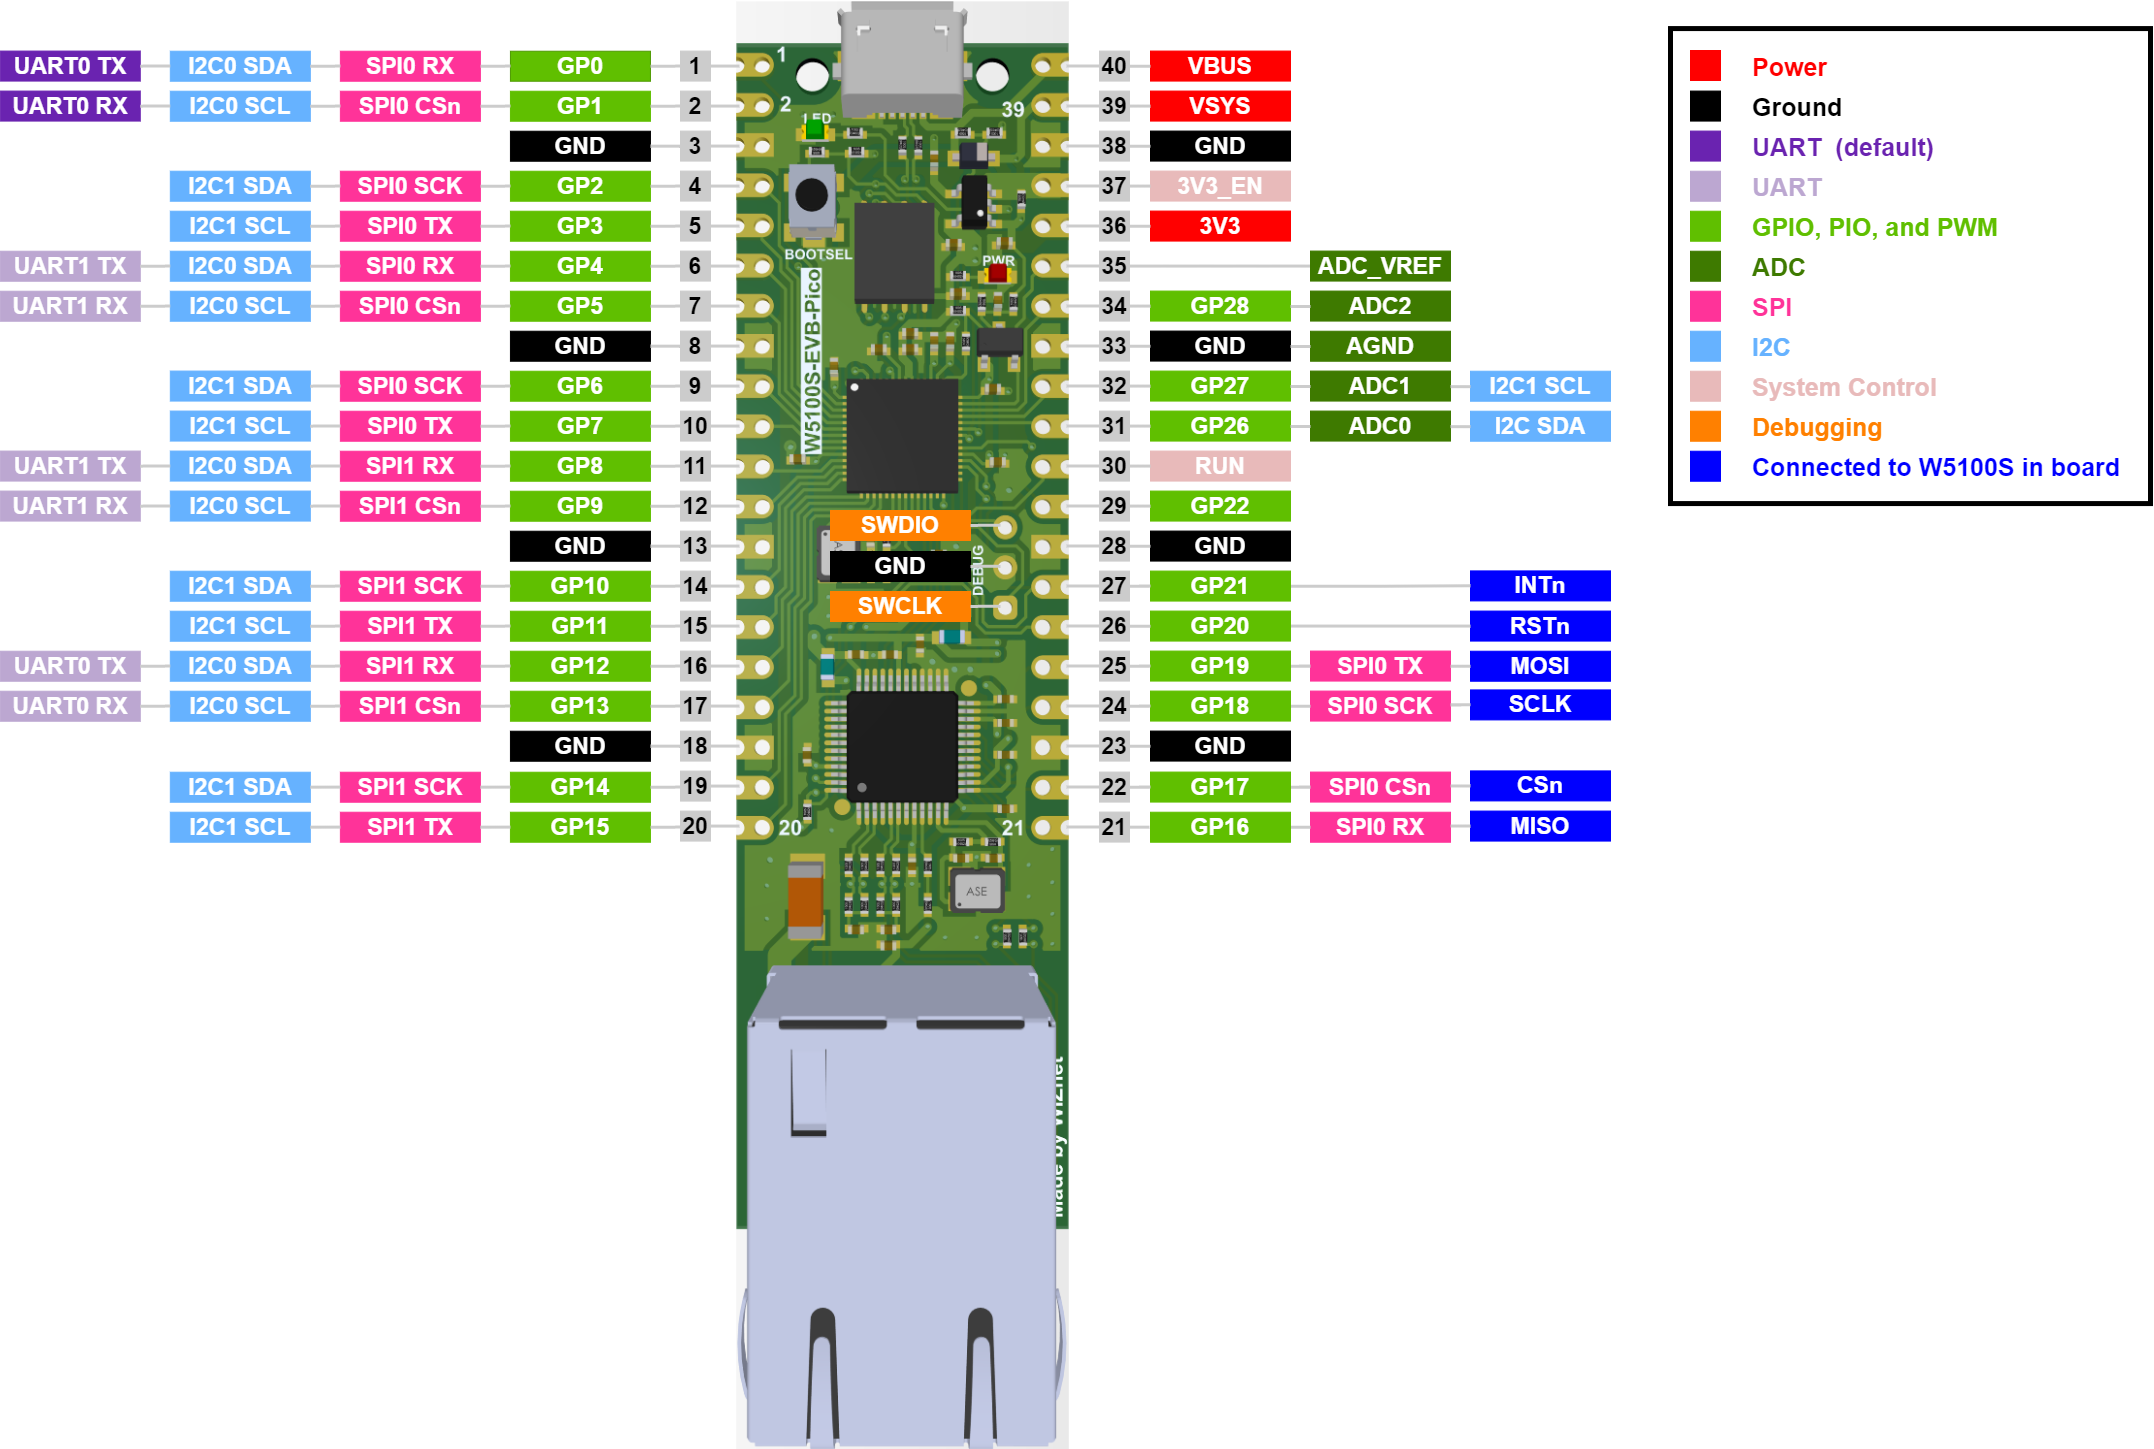 UART0 TX I2C0 SDA SPI0 RX GP0 1 1 40 VBUS
UART0 RX I2C0 SCL SPI0 CSn GP1 2 2 39 39 VSYS
LED
GND 3 38 GND
I2C1 SDA SPI0 SCK GP2 4 37 3V3_EN
I2C1 SCL SPI0 TX GP3 5 36 3V3
BOOTSEL PWR
UART1 TX I2C0 SDA SPI0 RX GP4 6 35 ADC_VREF
UART1 RX I2C0 SCL SPI0 CSn GP5 7 34 GP28 ADC2
GND 8 33 GND AGND
W5100S-EVB-Pico
I2C1 SDA SPI0 SCK GP6 9 32 GP27 ADC1 I2C1 SCL
I2C1 SCL SPI0 TX GP7 10 31 GP26 ADC0 I2C SDA
UART1 TX I2C0 SDA SPI1 RX GP8 11 30 RUN
UART1 RX I2C0 SCL SPI1 CSn GP9 12 29 GP22
SWDIO
GND 13 28 GND
GND
DEBUG
I2C1 SDA SPI1 SCK GP10 14 27 GP21 INTn
SWCLK
I2C1 SCL SPI1 TX GP11 15 26 GP20 RSTn
UART0 TX I2C0 SDA SPI1 RX GP12 16 25 GP19 SPI0 TX MOSI
UART0 RX I2C0 SCL SPI1 CSn GP13 17 24 GP18 SPI0 SCK SCLK
GND 18 23 GND
I2C1 SDA SPI1 SCK GP14 19 22 GP17 SPI0 CSn CSn
I2C1 SCL SPI1 TX GP15 20 20 21 21 GP16 SPI0 RX MISO
ASE
Made by Wiznet
Power
Ground
UART (default)
UART
GPIO, PIO, and PWM
ADC
SPI
I2C
System Control
Debugging
Connected to W5100S in board